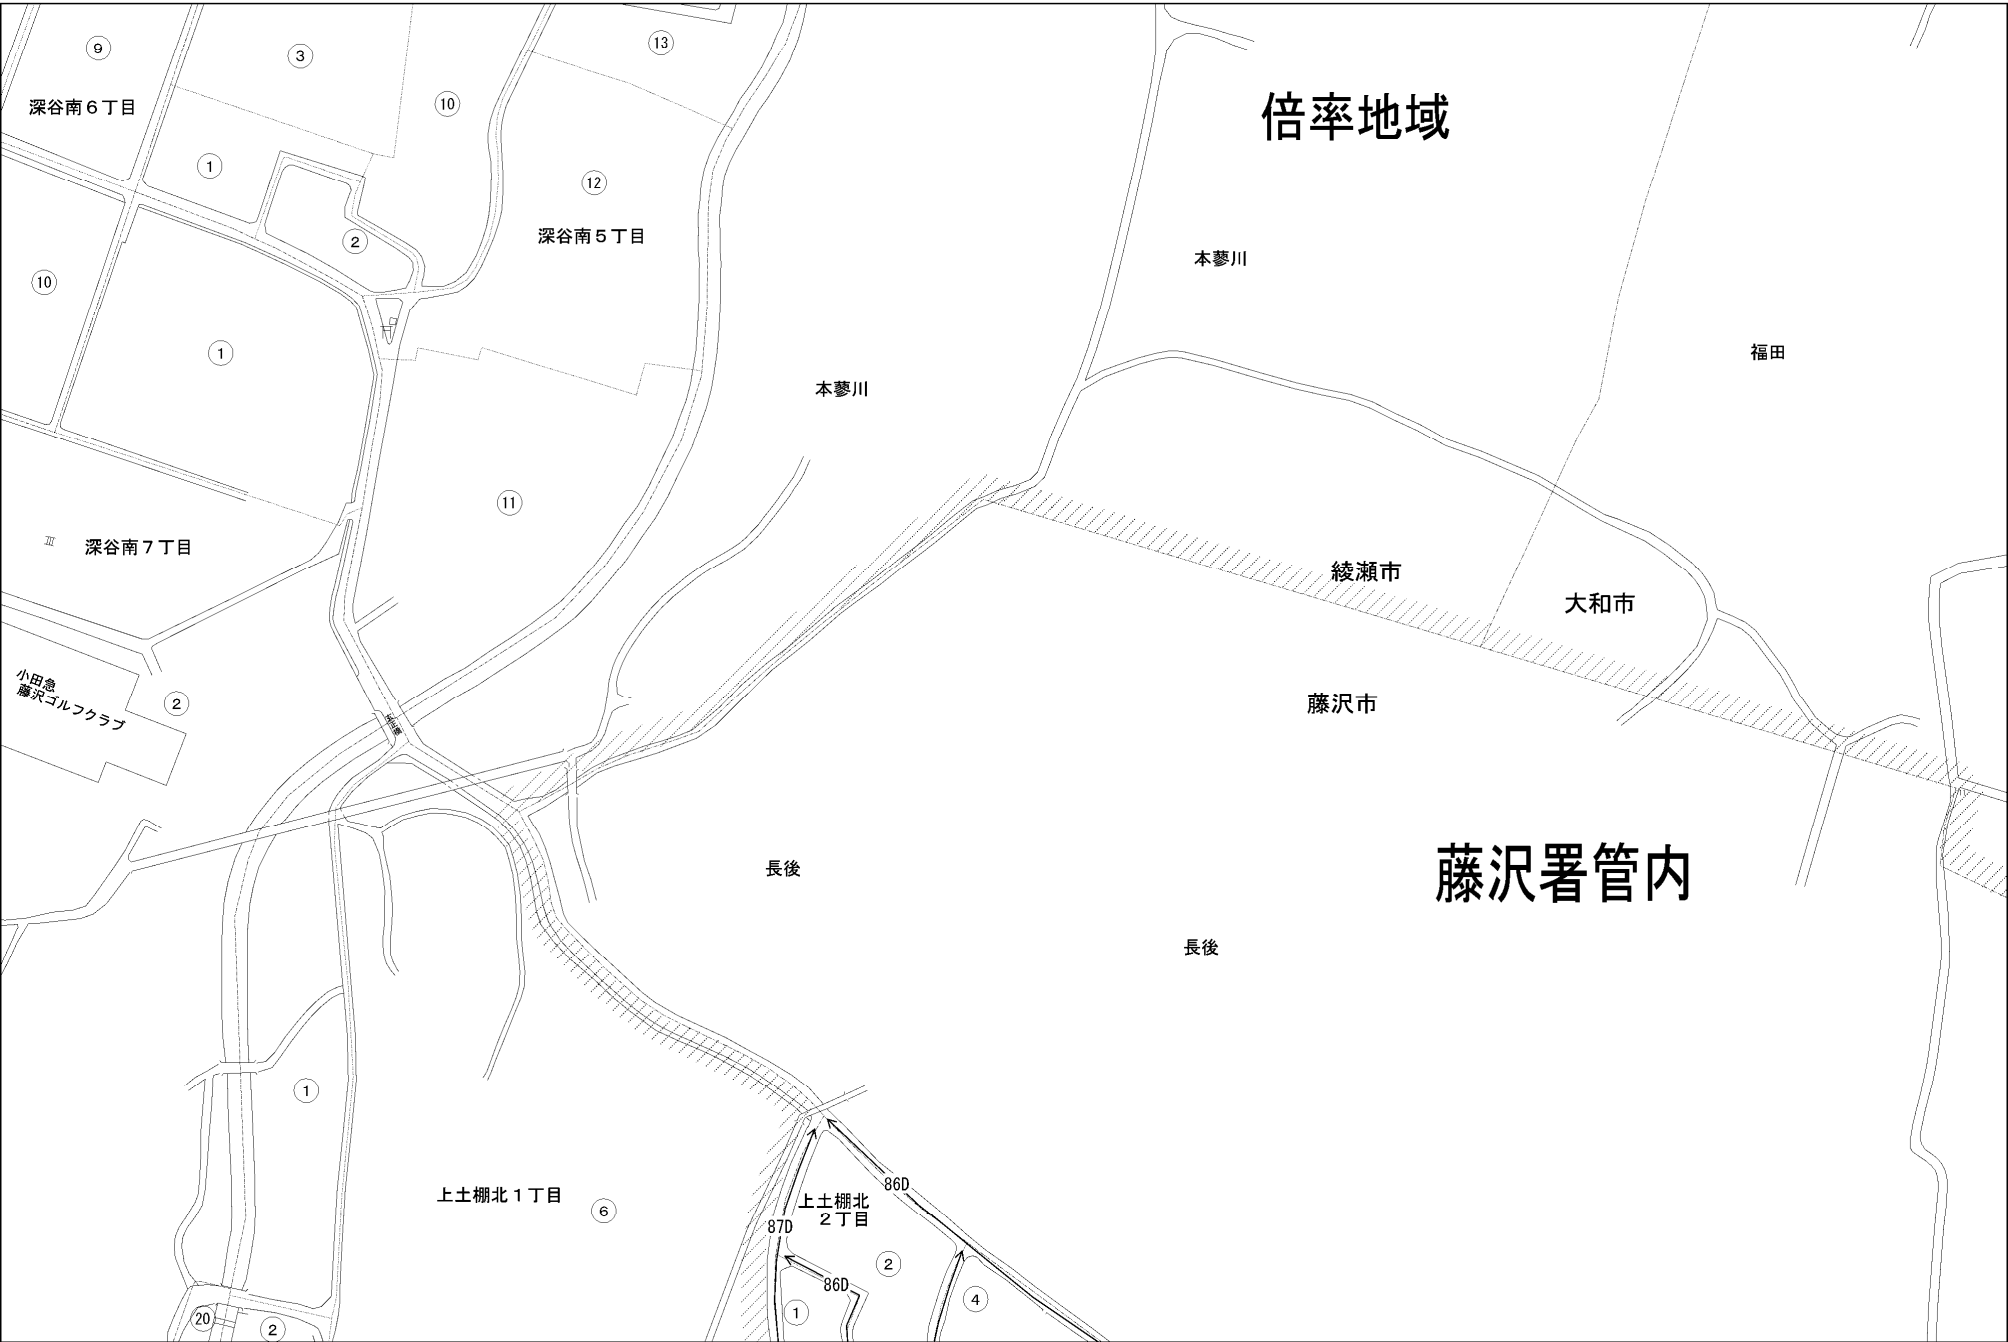 9
3
13
10
深谷南6丁目
倍率地域
1
12
2
深谷南5丁目
本蓼川
10
1
福田
本蓼川
11
深谷南7丁目
綾瀬市
大和市
小田急
藤沢ゴルフクラブ
2
藤沢市
長後
藤沢署管内
長後
1
86D
上土棚北1丁目
6
上土棚北
2丁目
87D
2
86D
4
1
20
2